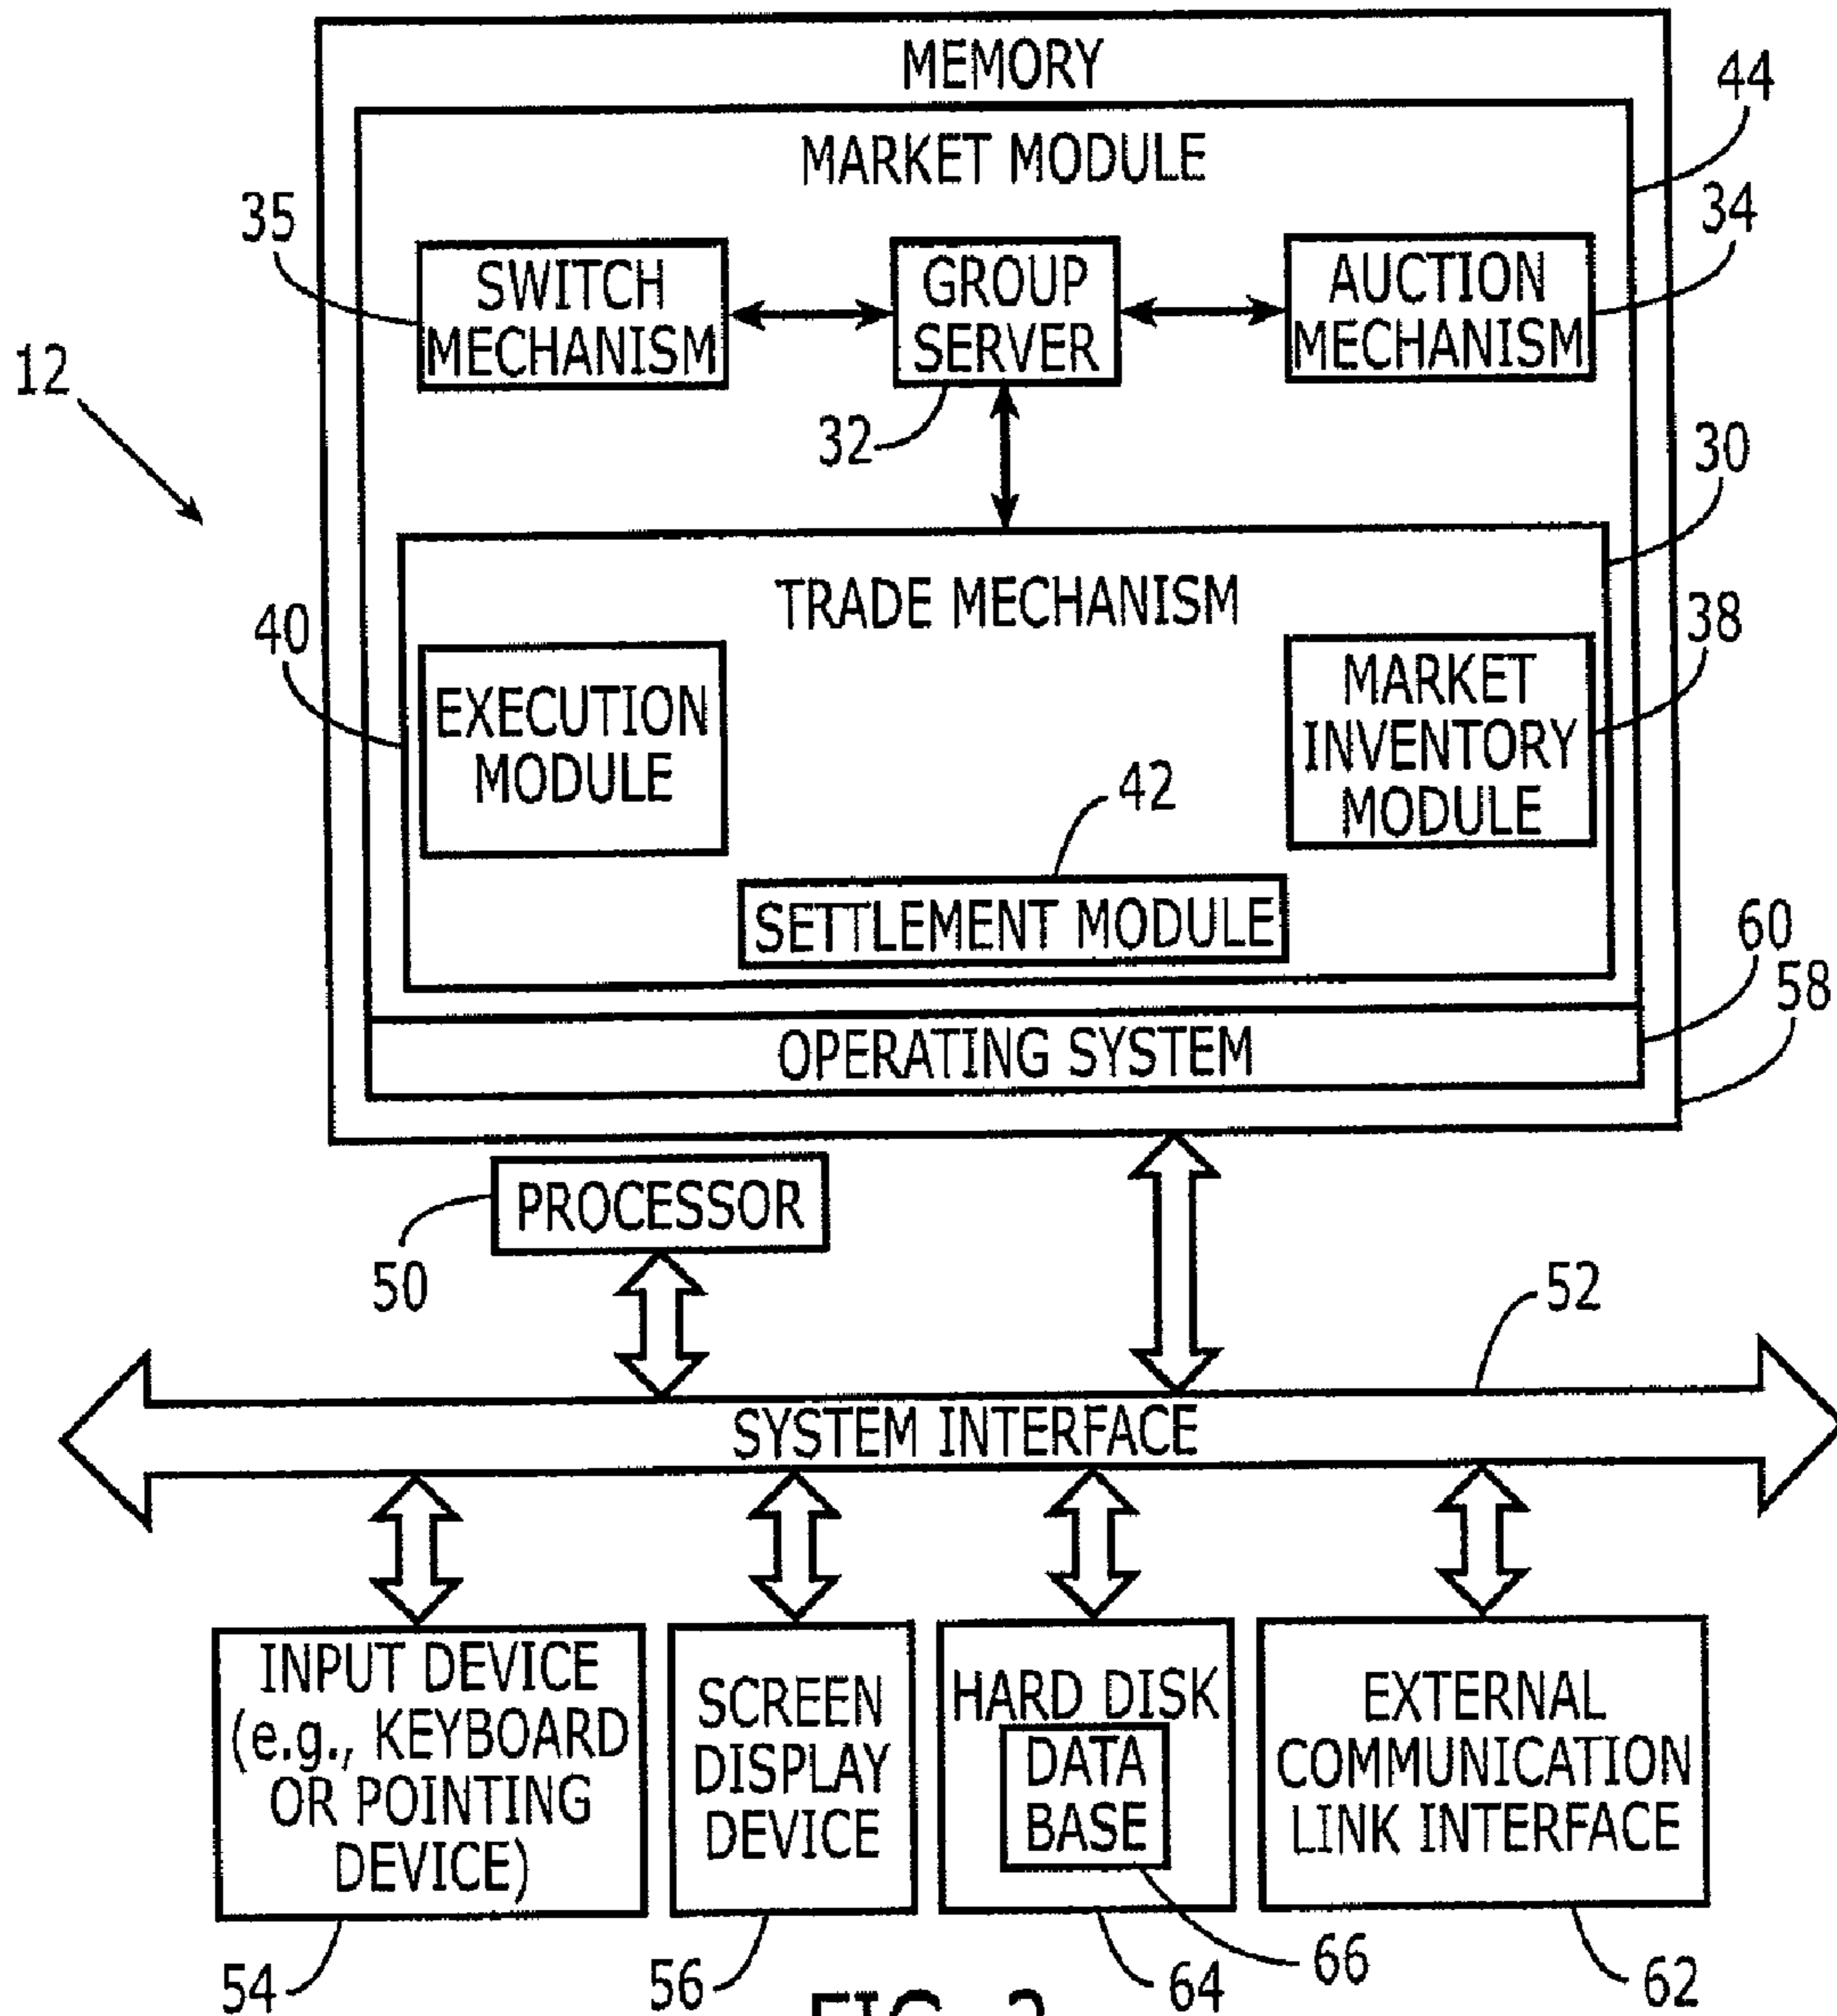 MEMORY
44
MARKET MODULE
35
34
SWITCH
MECHANISM
GROUP
SERVER
AUCTION
MECHANISM
12
32
30
TRADE MECHANISM
40
38
EXECUTION
MODULE
MARKET
INVENTORY
MODULE
42
SETTLEMENT MODULE
60
58
OPERATING SYSTEM
PROCESSOR
50
52
SYSTEM INTERFACE
INPUT DEVICE
(e.g., KEYBOARD
OR POINTING
DEVICE)
SCREEN
DISPLAY
DEVICE
HARD DISK
DATA
BASE
EXTERNAL
COMMUNICATION
LINK INTERFACE
54
56
64
66
62